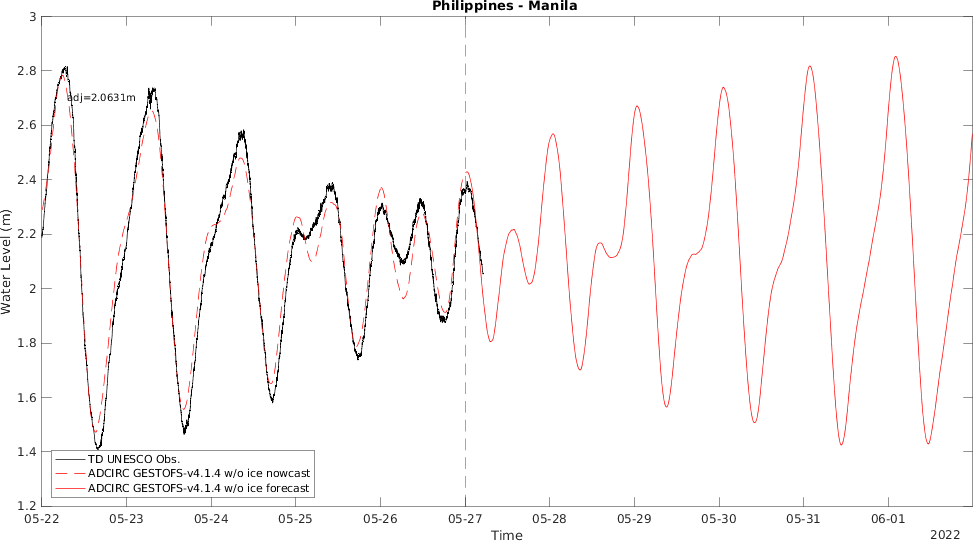 Philippines - Manila
3
2.8
2.6
2.4
2.2
2
1.8
1.6
1.4
1.2
Water Level (m)
adj=2.0631m
TD UNESCO Obs.
ADCIRC GESTOFS-v4.1.4 w/o ice nowcast
ADCIRC GESTOFS-v4.1.4 w/o ice forecast
05-22 05-23 05-24 05-25 05-26 05-27 05-28 05-29 05-30 05-31 06-01
Time
2022